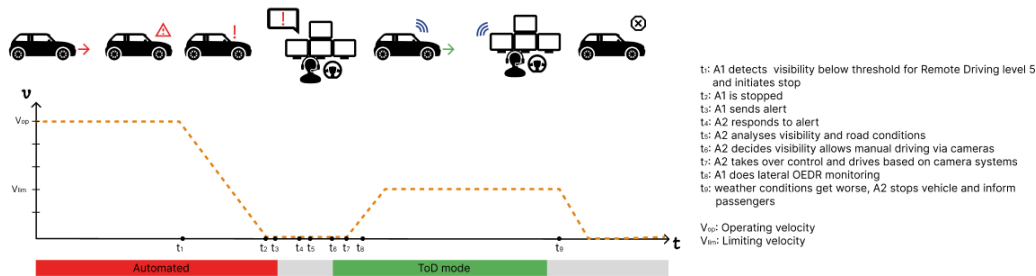 !
!
!
t₁: A1 detects visibility below threshold for Remote Driving level 5
and initiates stop
t₂: A1 is stopped
t₃: A1 sends alert
t₄: A2 responds to alert
t₅: A2 analyses visibility and road conditions
t₆: A2 decides visibility allows manual driving via cameras
t₇: A2 takes over control and drives based on camera systems
t₈: A1 does lateral OEDR monitoring
t₉: weather conditions get worse, A2 stops vehicle and inform
passengers
Vop: Operating velocity
Vlim: Limiting velocity
v
Vop
Vlim
t₁ t₂ t₃ t₄ t₅ t₆ t₇ t₈ t₉ t
Automated ToD mode